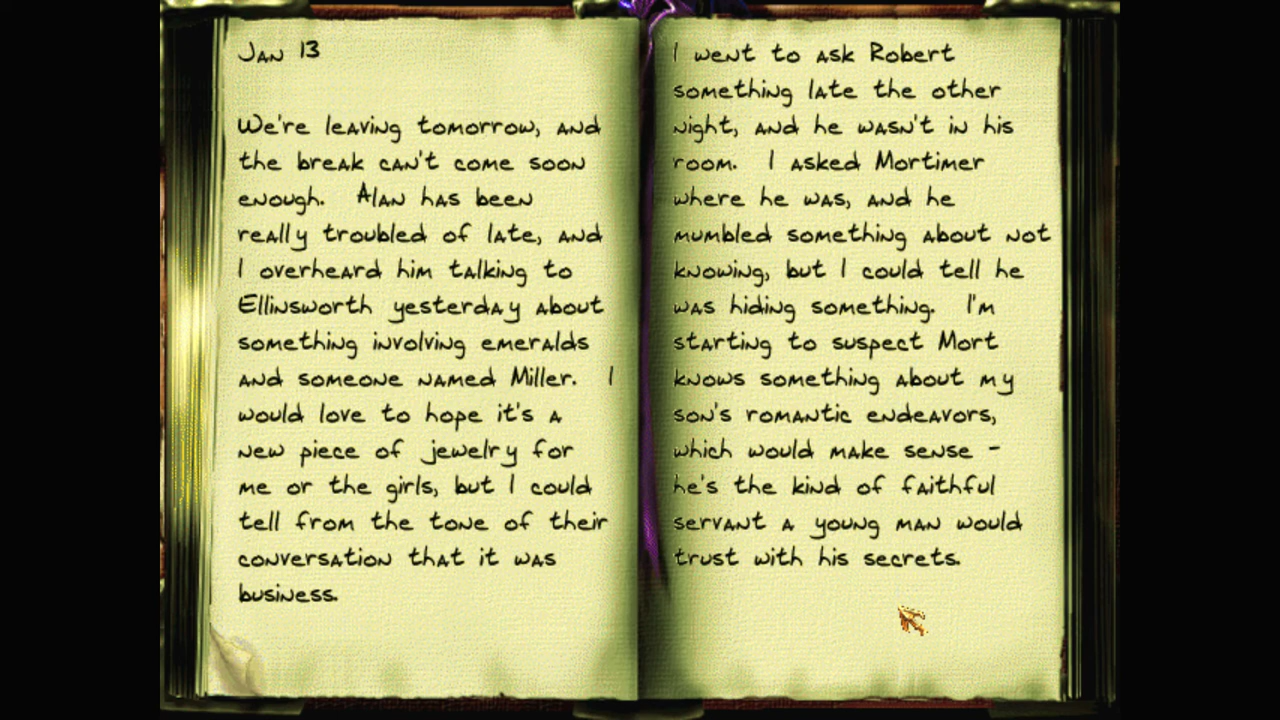 Jan 13
We're leaving tomorrow, and
the break can't come soon
enough. Alan has been
really troubled of late, and
I overheard him talking to
Ellinsworth yesterday about
something involving emeralds
and someone named Miller. I
would love to hope it's a
new piece of jewelry for
me or the girls, but I could
tell from the tone of their
conversation that it was
business.
I went to ask Robert
something late the other
night, and he wasn't in his
room. I asked Mortimer
where he was, and he
mumbled something about not
knowing, but I could tell he
was hiding something. I'm
starting to suspect Mort
knows something about my
son's romantic endeavors,
which would make sense -
he's the kind of faithful
servant a young man would
trust with his secrets.